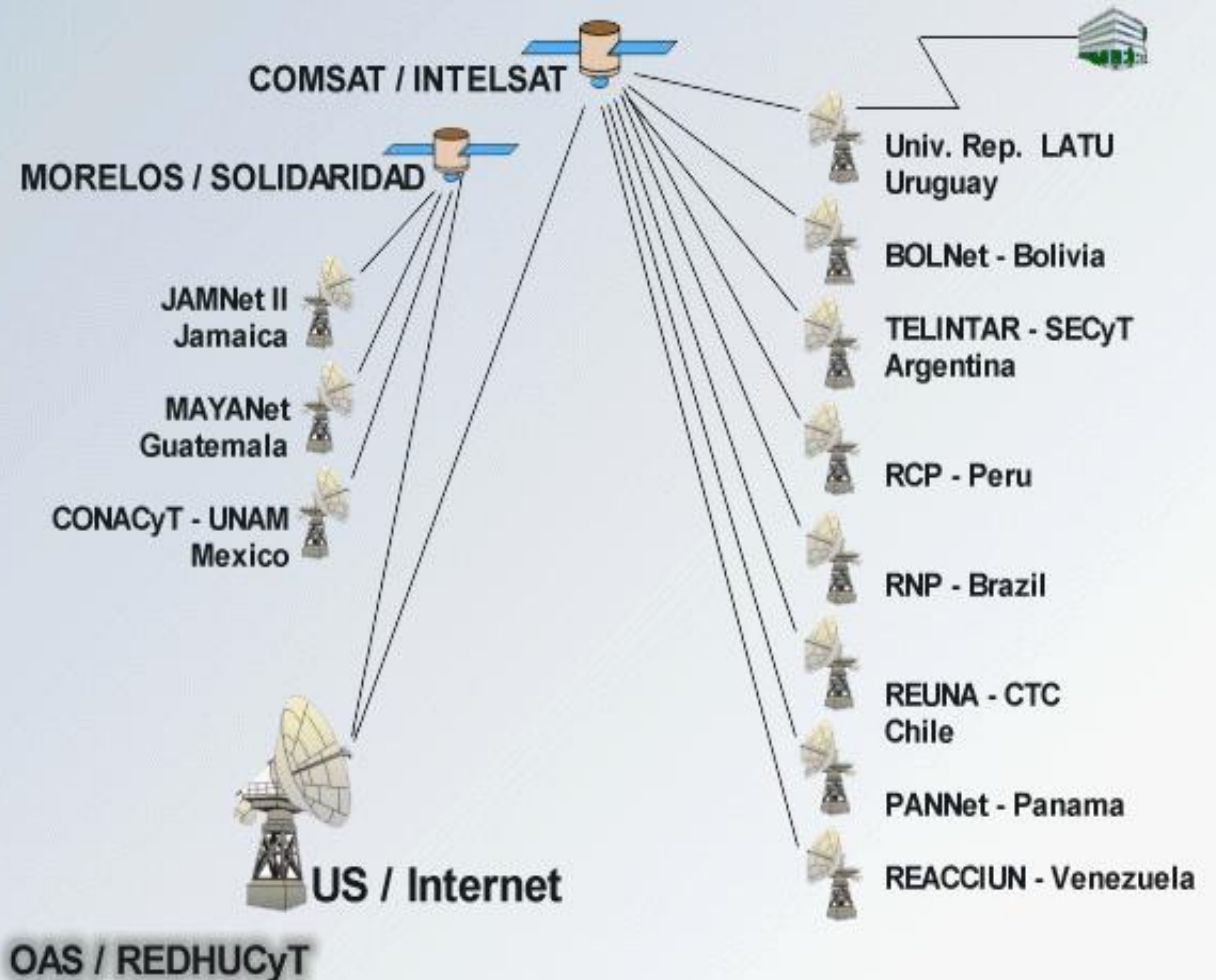 COMSAT / INTELSAT
MORELOS / SOLIDARIDAD
JAMNet II
Jamaica
MAYANet
Guatemala
CONACyT - UNAM
Mexico
US / Internet
OAS / REDHUCyT
Univ. Rep. LATU
Uruguay
BOLNet - Bolivia
TELINTAR - SECyT
Argentina
RCP - Peru
RNP - Brazil
REUNA - CTC
Chile
PANNet - Panama
REACCIUN - Venezuela